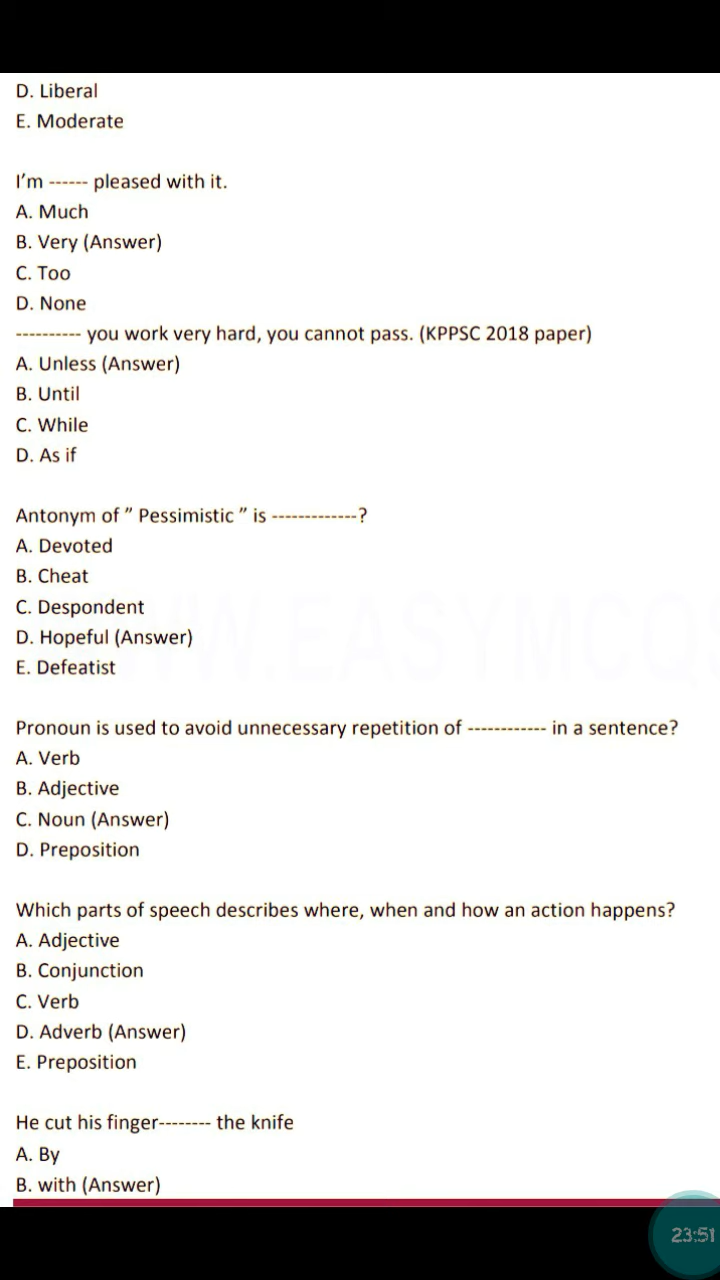 D. Liberal
E. Moderate
I’m ------ pleased with it.
A. Much
B. Very (Answer)
C. Too
D. None
---------- you work very hard, you cannot pass. (KPPSC 2018 paper)
A. Unless (Answer)
B. Until
C. While
D. As if
Antonym of ” Pessimistic ” is -------------?
A. Devoted
B. Cheat
C. Despondent
D. Hopeful (Answer)
E. Defeatist
WWW.EASYMCQS
Pronoun is used to avoid unnecessary repetition of ------------ in a sentence?
A. Verb
B. Adjective
C. Noun (Answer)
D. Preposition
Which parts of speech describes where, when and how an action happens?
A. Adjective
B. Conjunction
C. Verb
D. Adverb (Answer)
E. Preposition
He cut his finger-------- the knife
A. By
B. with (Answer)
23:51